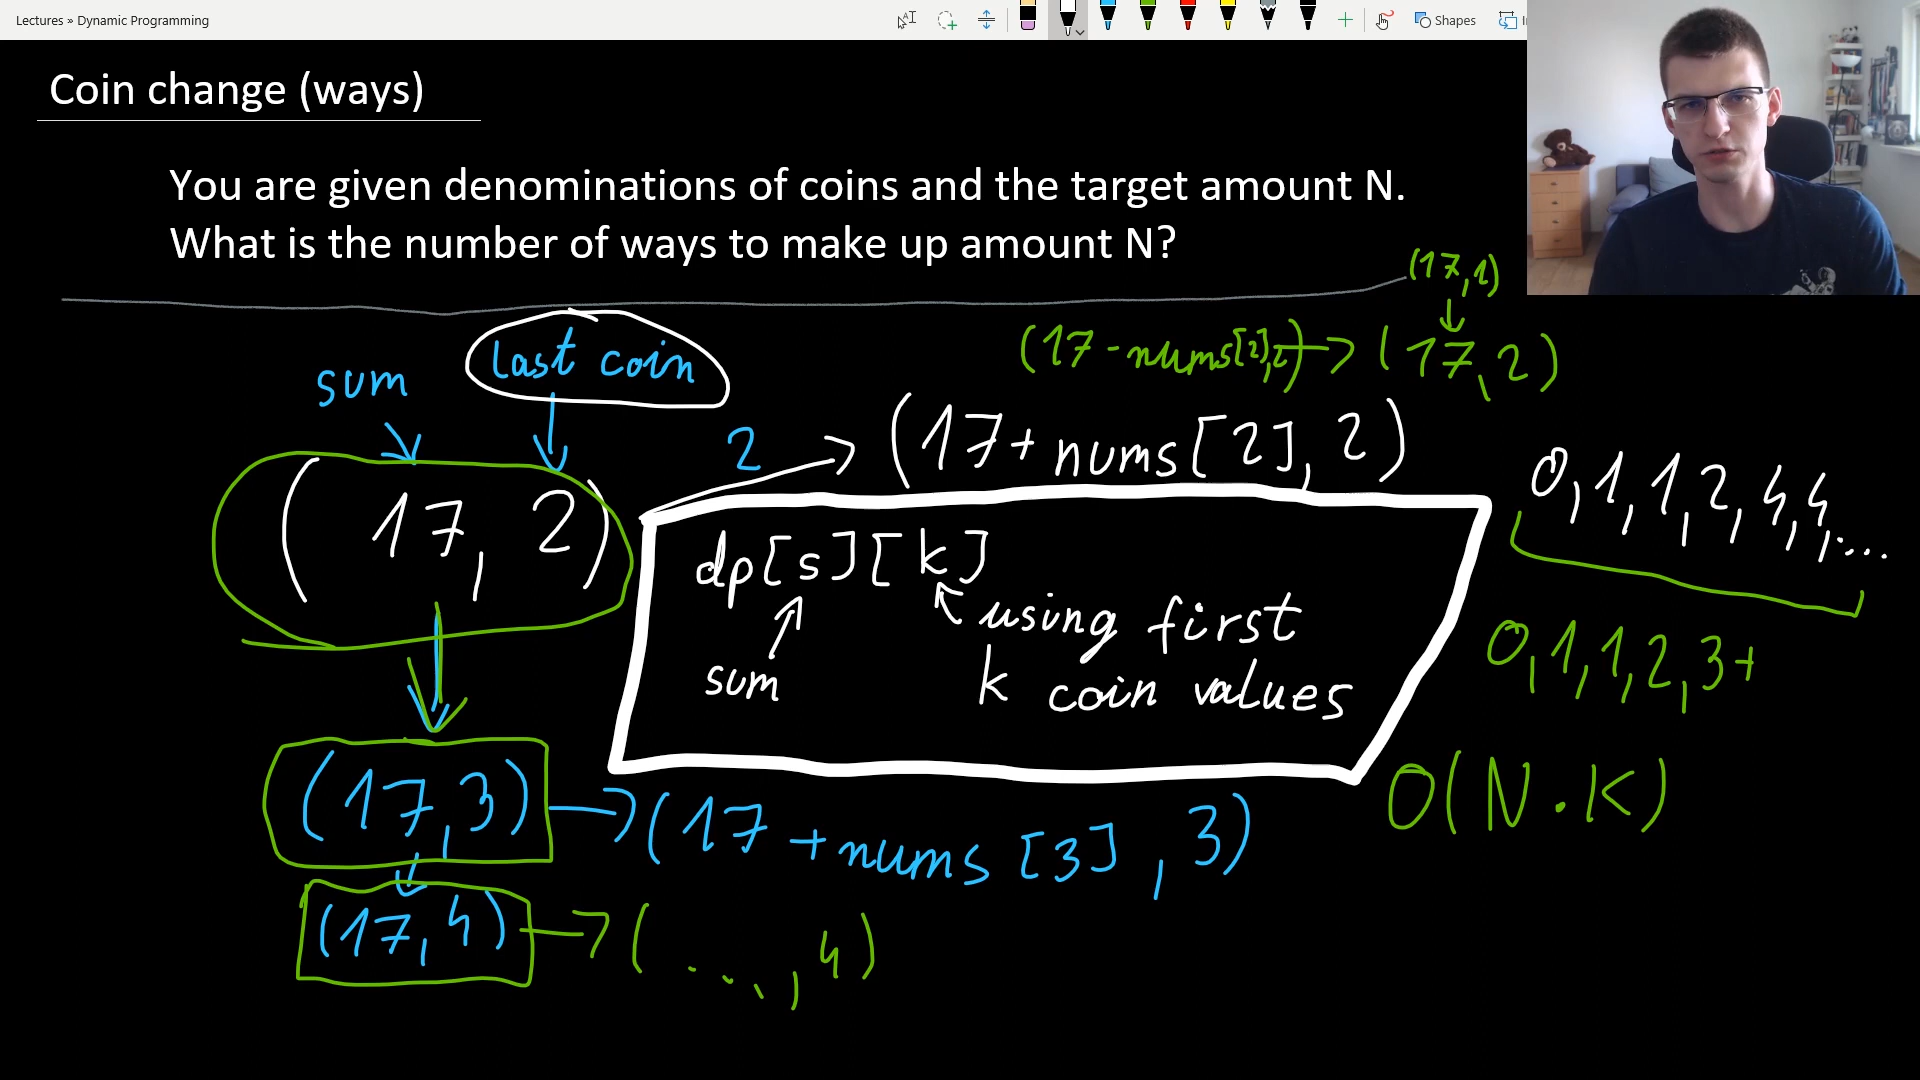 Lectures » Dynamic Programming
Shapes
Coin change (ways)
You are given denominations of coins and the target amount N.
What is the number of ways to make up amount N?
(17,1)
last coin
sum
(17-nums[2],2) → (17,2)
2
(17+nums[2], 2)
(17, 2)
0,1,1,2,4,4,...
dp[s][k]
using first
k coin values
sum
0,1,1,2,3+
O(N·K)
(17,3) → (17+nums[3], 3)
(17,4) → (..., 4)